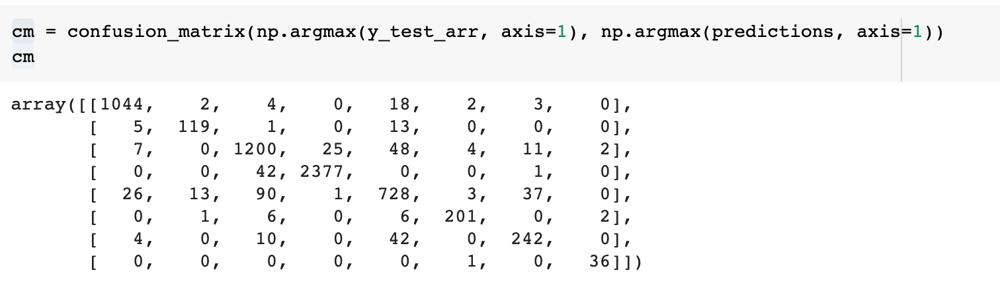 cm = confusion_matrix(np.argmax(y_test_arr, axis=1), np.argmax(predictions, axis=1))
cm
array([[1044, 2, 4, 0, 18, 2, 3, 0],
[ 5, 119, 1, 0, 13, 0, 0, 0],
[ 7, 0, 1200, 25, 48, 4, 11, 2],
[ 0, 0, 42, 2377, 0, 0, 1, 0],
[ 26, 13, 90, 1, 728, 3, 37, 0],
[ 0, 1, 6, 0, 6, 201, 0, 2],
[ 4, 0, 10, 0, 42, 0, 242, 0],
[ 0, 0, 0, 0, 0, 1, 0, 36]])